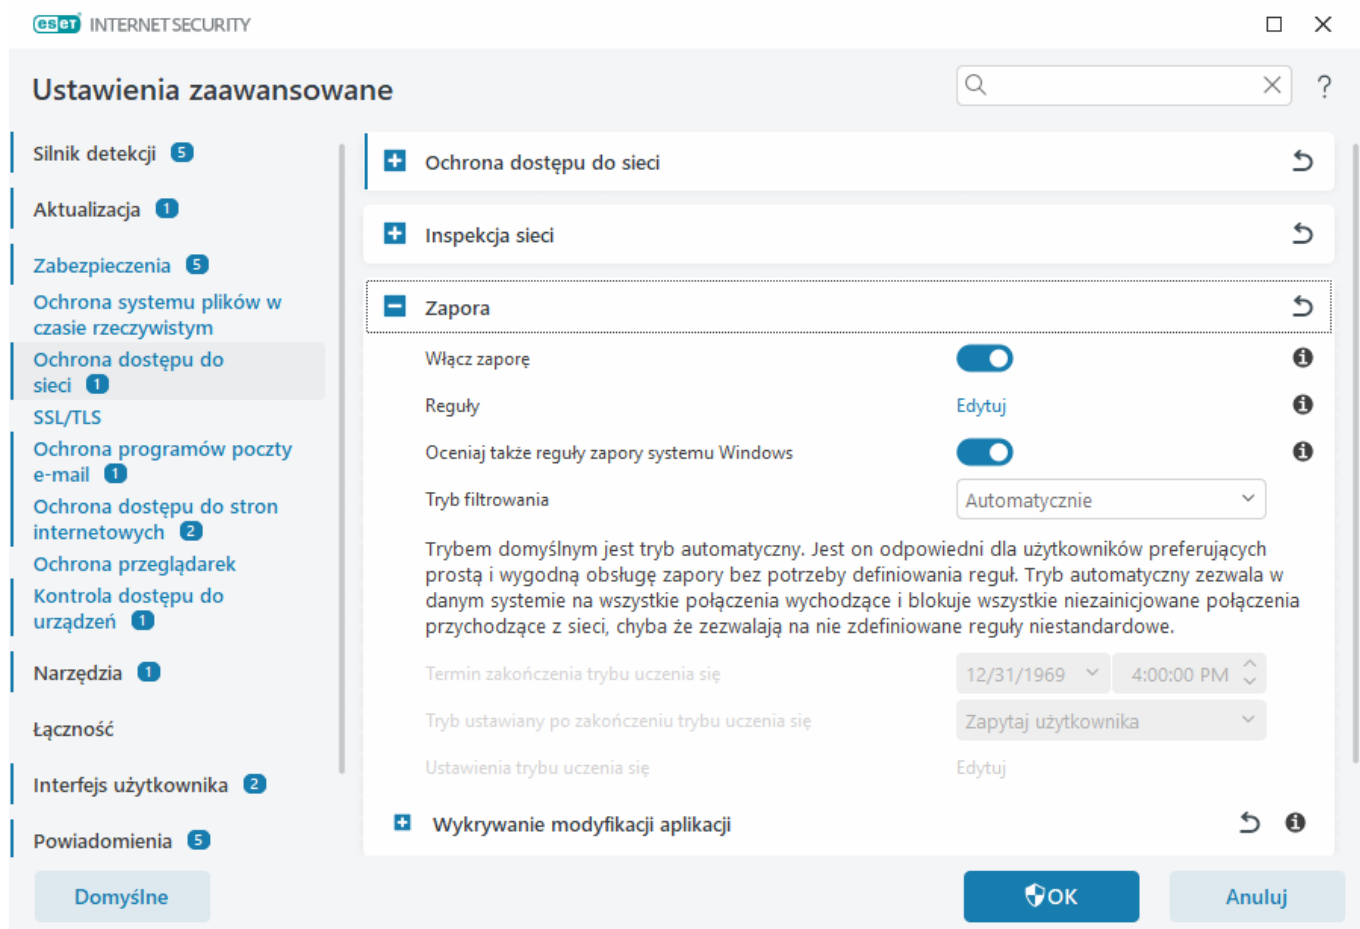 eset INTERNET SECURITY
Ustawienia zaawansowane
?
Silnik detekcji 5
Aktualizacja 1
Zabezpieczenia 5
Ochrona systemu plików w
czasie rzeczywistym
Ochrona dostępu do
sieci 1
SSL/TLS
Ochrona programów poczty
e-mail 1
Ochrona dostępu do stron
internetowych 2
Ochrona przeglądarek
Kontrola dostępu do
urządzeń 1
Narzędzia 1
Łączność
Interfejs użytkownika 2
Powiadomienia 5
Ochrona dostępu do sieci
Inspekcja sieci
Zapora
Włącz zaporę
Reguły Edytuj
Oceniaj także reguły zapory systemu Windows
Tryb filtrowania Automatycznie
Trybem domyślnym jest tryb automatyczny. Jest on odpowiedni dla użytkowników preferujących
prostą i wygodną obsługę zapory bez potrzeby definiowania reguł. Tryb automatyczny zezwala w
danym systemie na wszystkie połączenia wychodzące i blokuje wszystkie niezainicjowane połączenia
przychodzące z sieci, chyba że zezwalają na nie zdefiniowane reguły niestandardowe.
Termin zakończenia trybu uczenia się 12/31/1969 4:00:00 PM
Tryb ustawiany po zakończeniu trybu uczenia się Zapytaj użytkownika
Ustawienia trybu uczenia się Edytuj
Wykrywanie modyfikacji aplikacji
Domyślne OK Anuluj